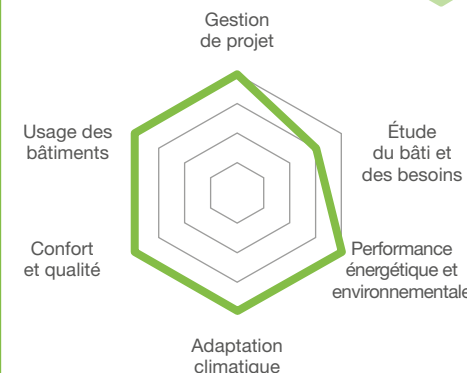 Gestion
de projet
Usage des
bâtiments
Étude
du bâti et
des besoins
Confort
et qualité
Performance
énergétique et
environnementale
Adaptation
climatique